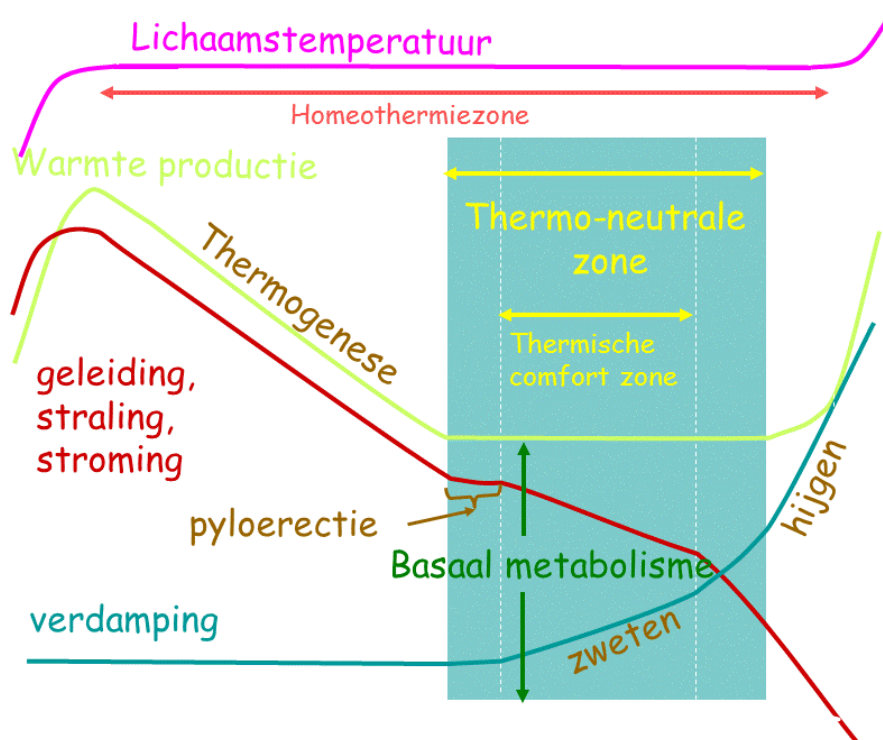 Lichaamstemperatuur
Homeothermiezone
Warmte productie
Thermo-neutrale
zone
Thermogenese
Thermische
comfort zone
geleiding,
straling,
stroming
hijgen
pyloerectie
Basaal metabolisme
verdamping
zweten